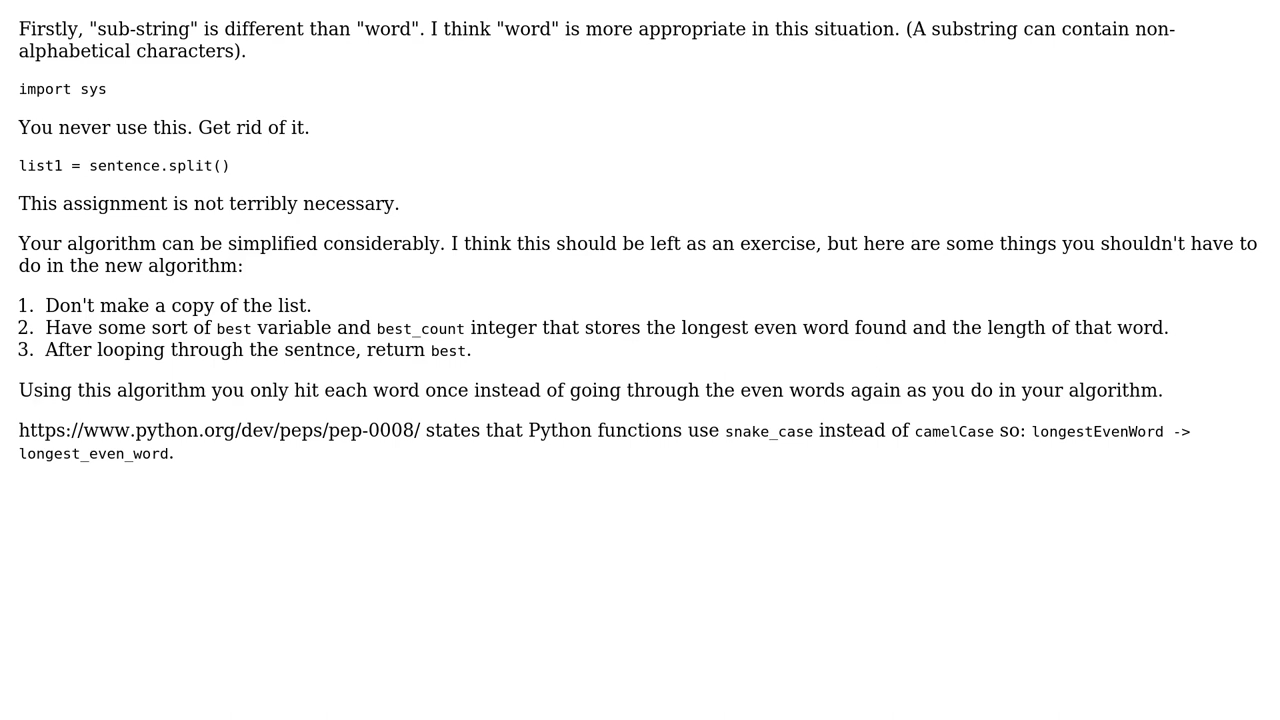 Firstly, "sub-string" is different than "word". I think "word" is more appropriate in this situation. (A substring can contain non-
alphabetical characters).
import sys
You never use this. Get rid of it.
list1 = sentence.split()
This assignment is not terribly necessary.
Your algorithm can be simplified considerably. I think this should be left as an exercise, but here are some things you shouldn't have to
do in the new algorithm:
1. Don't make a copy of the list.
2. Have some sort of best variable and best_count integer that stores the longest even word found and the length of that word.
3. After looping through the sentnce, return best.
Using this algorithm you only hit each word once instead of going through the even words again as you do in your algorithm.
https://www.python.org/dev/peps/pep-0008/ states that Python functions use snake_case instead of camelCase so: longestEvenWord ->
longest_even_word.